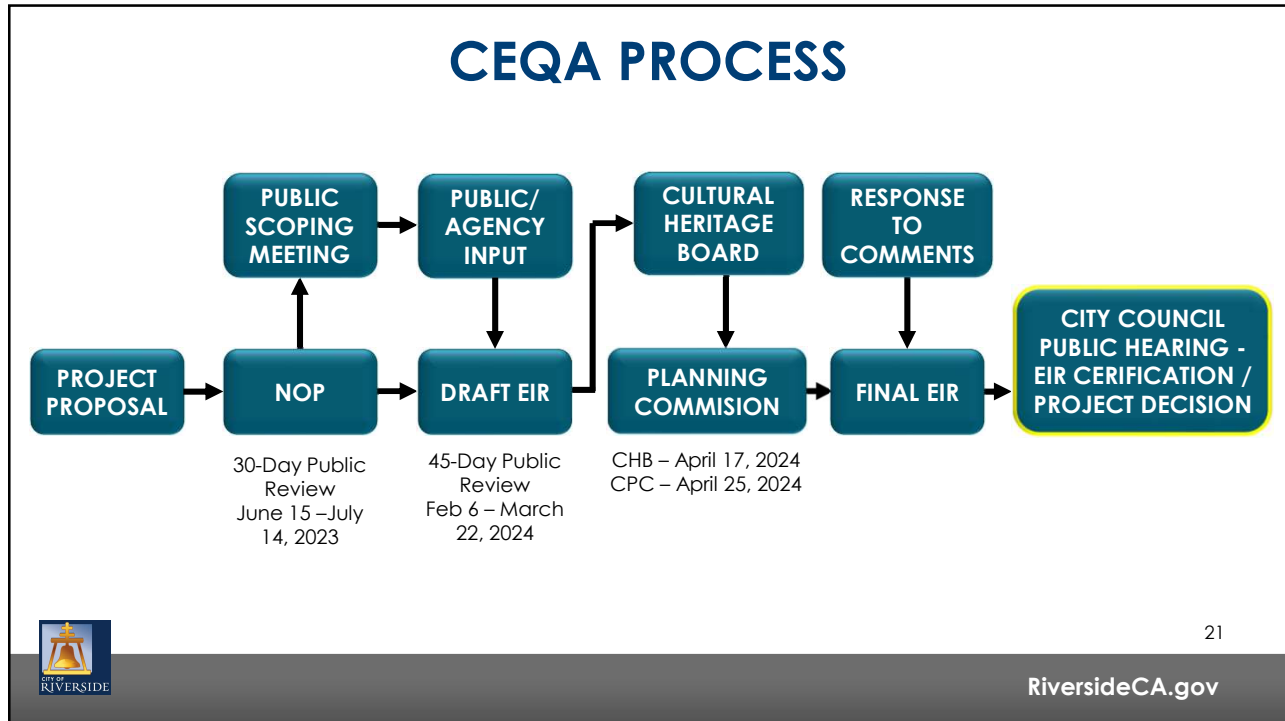 CEQA PROCESS
PUBLIC
SCOPING
MEETING
PUBLIC/
AGENCY
INPUT
CULTURAL
HERITAGE
BOARD
RESPONSE
TO
COMMENTS
PROJECT
PROPOSAL
NOP
DRAFT EIR
PLANNING
COMMISION
FINAL EIR
CITY COUNCIL
PUBLIC HEARING -
EIR CERIFICATION /
PROJECT DECISION
30-Day Public
Review
June 15 –July
14, 2023
45-Day Public
Review
Feb 6 – March
22, 2024
CHB – April 17, 2024
CPC – April 25, 2024
21
CITY OF
RIVERSIDE
RiversideCA.gov